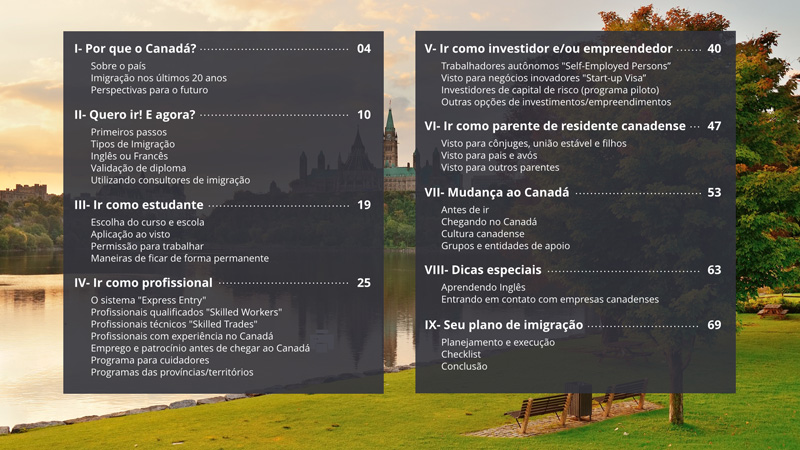 I- Por que o Canadá? 04
Sobre o país
Imigração nos últimos 20 anos
Perspectivas para o futuro
II- Quero ir! E agora? 10
Primeiros passos
Tipos de Imigração
Inglês ou Francês
Validação de diploma
Utilizando consultores de imigração
III- Ir como estudante 19
Escolha do curso e escola
Aplicação ao visto
Permissão para trabalhar
Maneiras de ficar de forma permanente
IV- Ir como profissional 25
O sistema "Express Entry"
Profissionais qualificados "Skilled Workers"
Profissionais técnicos "Skilled Trades"
Profissionais com experiência no Canadá
Emprego e patrocínio antes de chegar ao Canadá
Programa para cuidadores
Programas das províncias/territórios
V- Ir como investidor e/ou empreendedor 40
Trabalhadores autônomos "Self-Employed Persons"
Visto para negócios inovadores "Start-up Visa"
Investidores de capital de risco (programa piloto)
Outras opções de investimentos/empreendimentos
VI- Ir como parente de residente canadense 47
Visto para cônjuges, união estável e filhos
Visto para pais e avós
Visto para outros parentes
VII- Mudança ao Canadá 53
Antes de ir
Chegando no Canadá
Cultura canadense
Grupos e entidades de apoio
VIII- Dicas especiais 63
Aprendendo Inglês
Entrando em contato com empresas canadenses
IX- Seu plano de imigração 69
Planejamento e execução
Checklist
Conclusão